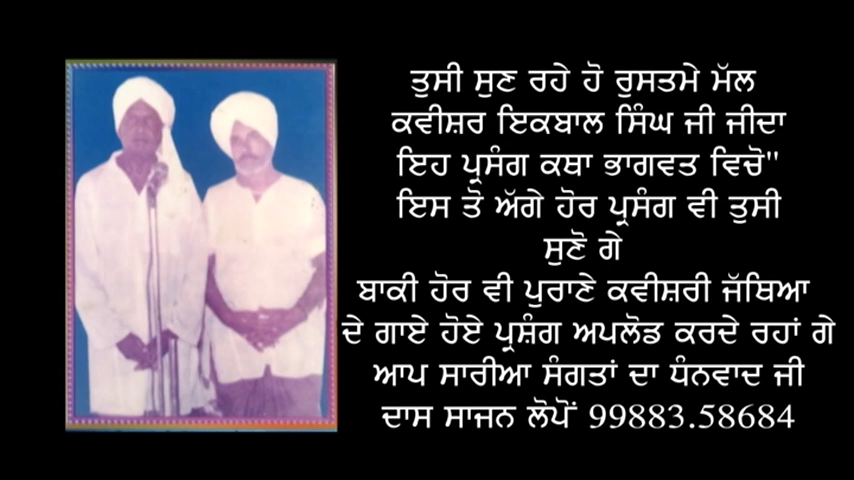 ਤੁਸੀ ਸੁਣ ਰਹੇ ਹੋ ਰੁਸਤਮੇ ਮੱਲ
ਕਵੀਸ਼ਰ ਇਕਬਾਲ ਸਿੰਘ ਜੀ ਜੀਦਾ
ਇਹ ਪ੍ਰਸੰਗ ਕਥਾ ਭਾਗਵਤ ਵਿਚੋ"
ਇਸ ਤੋ ਅੱਗੇ ਹੋਰ ਪ੍ਰਸੰਗ ਵੀ ਤੁਸੀ
ਸੁਣੋ ਗੇ
ਬਾਕੀ ਹੋਰ ਵੀ ਪੁਰਾਣੇ ਕਵੀਸ਼ਰੀ ਜੱਥਿਆ
ਦੇ ਗਾਏ ਹੋਏ ਪ੍ਰਸ਼ੰਗ ਅਪਲੋਡ ਕਰਦੇ ਰਹਾਂ ਗੇ
ਆਪ ਸਾਰੀਆ ਸੰਗਤਾਂ ਦਾ ਧੰਨਵਾਦ ਜੀ
ਦਾਸ ਸਾਜਨ ਲੋਪੋਂ 99883.58684